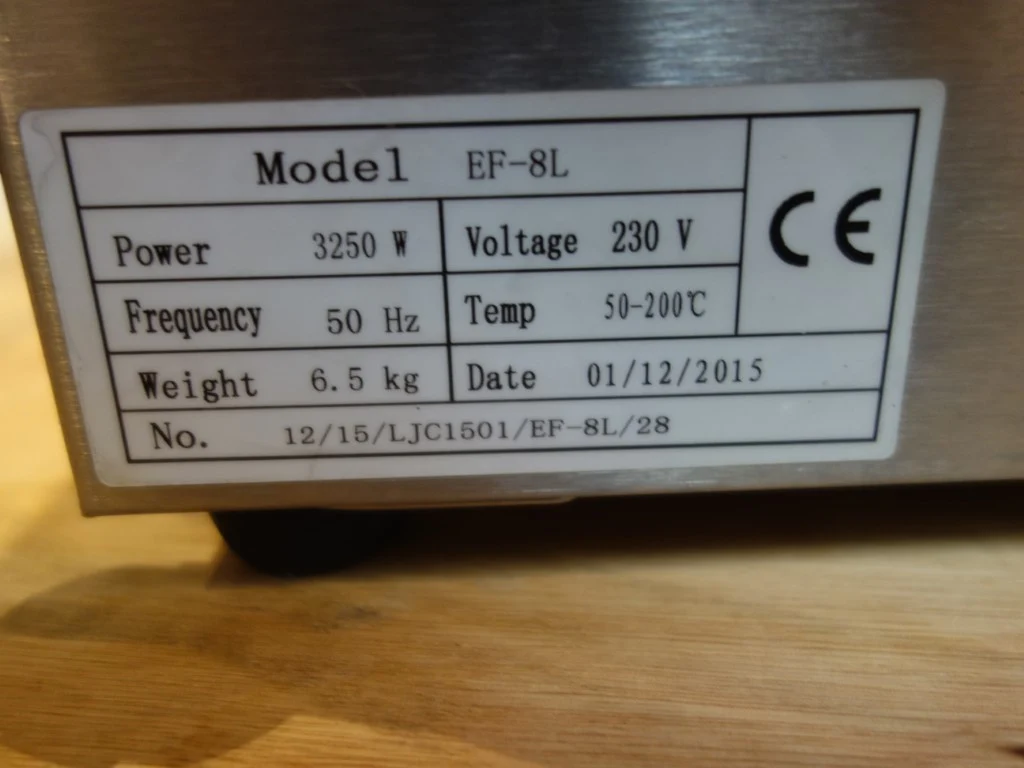 Model EF-8L
Power 3250 W Voltage 230 V
CE
Frequency 50 Hz Temp 50-200℃
Weight 6.5 kg Date 01/12/2015
No. 12/15/LJC1501/EF-8L/28